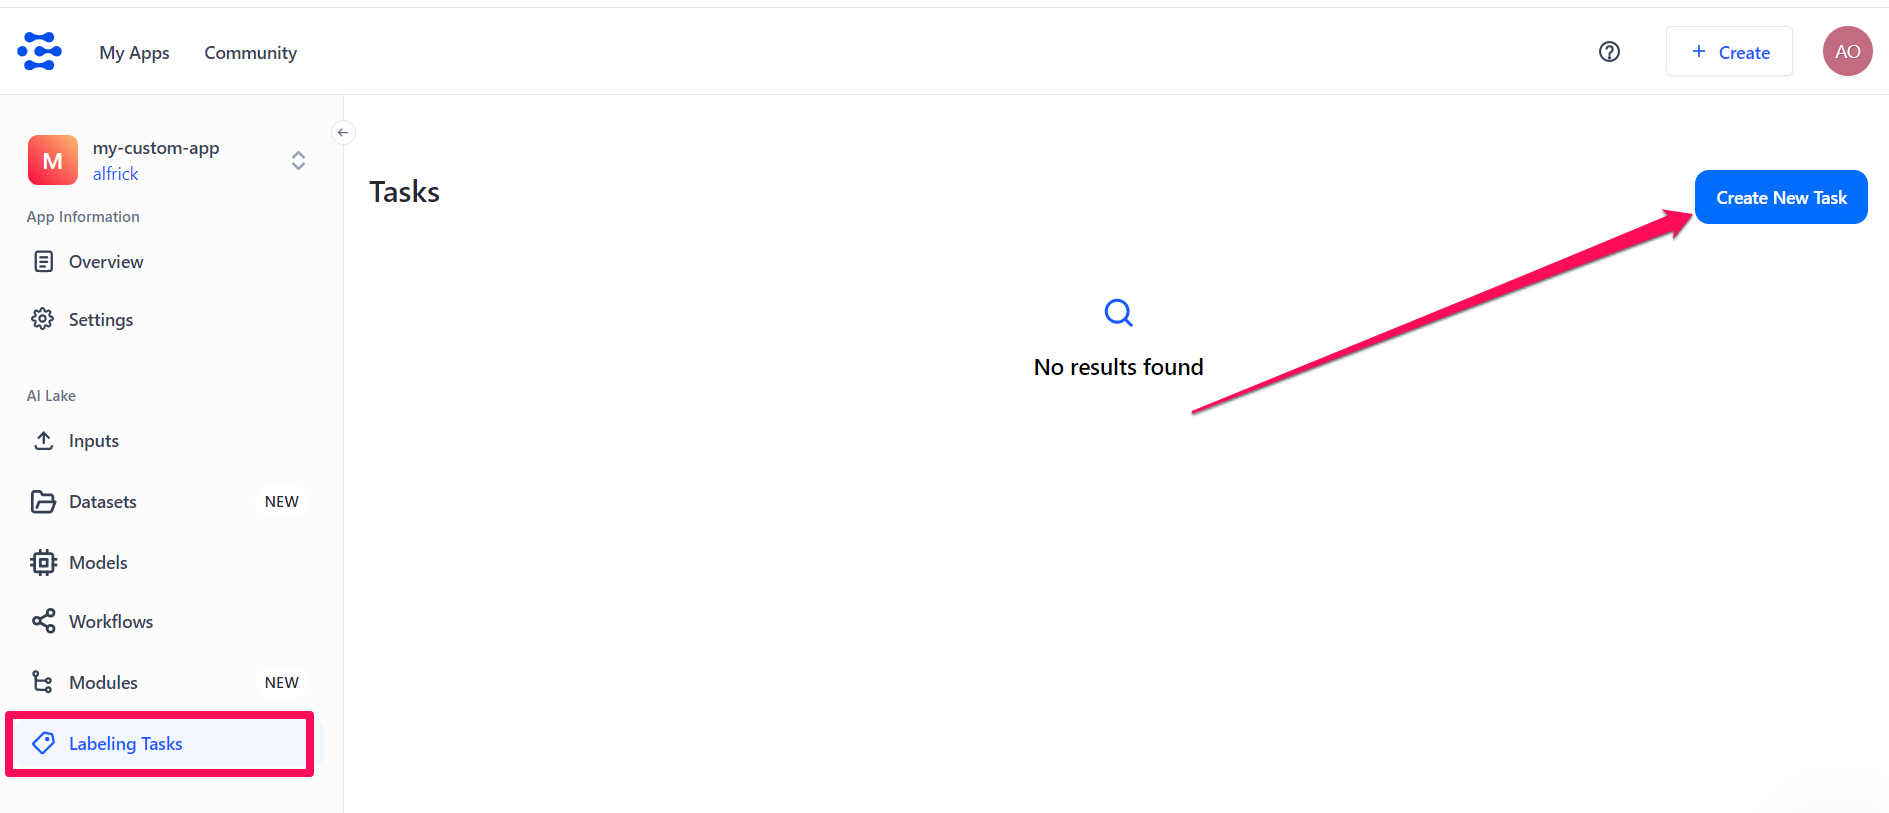 My Apps
Community
Create
AO
M
my-custom-app
alfrick
App Information
Overview
Settings
AI Lake
Inputs
Datasets NEW
Models
Workflows
Modules NEW
Labeling Tasks
Tasks
Create New Task
No results found